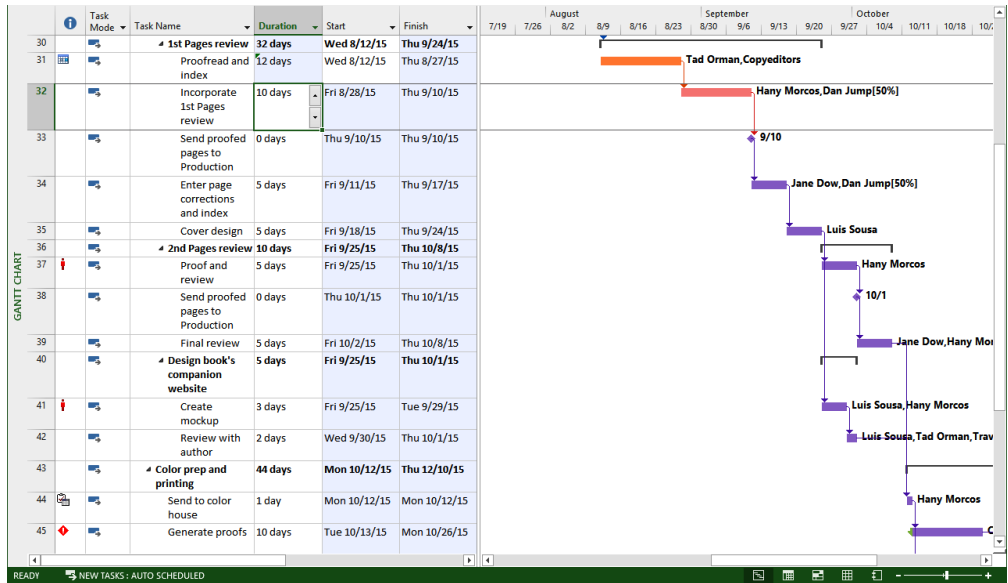 Task
Mode
Task Name
Duration
Start
Finish
August
September
October
7/19 7/26 8/2 8/9 8/16 8/23 8/30 9/6 9/13 9/20 9/27 10/4 10/11 10/18
30 1st Pages review 32 days Wed 8/12/15 Thu 9/24/15
31 Proofread and 12 days Wed 8/12/15 Thu 8/27/15 Tad Orman,Copyeditors
index
32 Incorporate 10 days Fri 8/28/15 Thu 9/10/15 Hany Morcos,Dan Jump[50%]
1st Pages
review
33 Send proofed 0 days Thu 9/10/15 Thu 9/10/15 9/10
pages to
Production
34 Enter page 5 days Fri 9/11/15 Thu 9/17/15 Jane Dow,Dan Jump[50%]
corrections
and index
35 Cover design 5 days Fri 9/18/15 Thu 9/24/15 Luis Sousa
36 2nd Pages review 10 days Fri 9/25/15 Thu 10/8/15
37 Proof and 5 days Fri 9/25/15 Thu 10/1/15 Hany Morcos
review
38 Send proofed 0 days Thu 10/1/15 Thu 10/1/15 10/1
pages to
Production
39 Final review 5 days Fri 10/2/15 Thu 10/8/15 Jane Dow,Hany Mor
40 Design book's 5 days Fri 9/25/15 Thu 10/1/15
companion
website
41 Create 3 days Fri 9/25/15 Tue 9/29/15 Luis Sousa,Hany Morcos
mockup
42 Review with 2 days Wed 9/30/15 Thu 10/1/15 Luis Sousa,Tad Orman,Trav
author
43 Color prep and 44 days Mon 10/12/15 Thu 12/10/15
printing
44 Send to color 1 day Mon 10/12/15 Mon 10/12/15 Hany Morcos
house
45 Generate proofs 10 days Tue 10/13/15 Mon 10/26/15
GANTT CHART
READY NEW TASKS : AUTO SCHEDULED